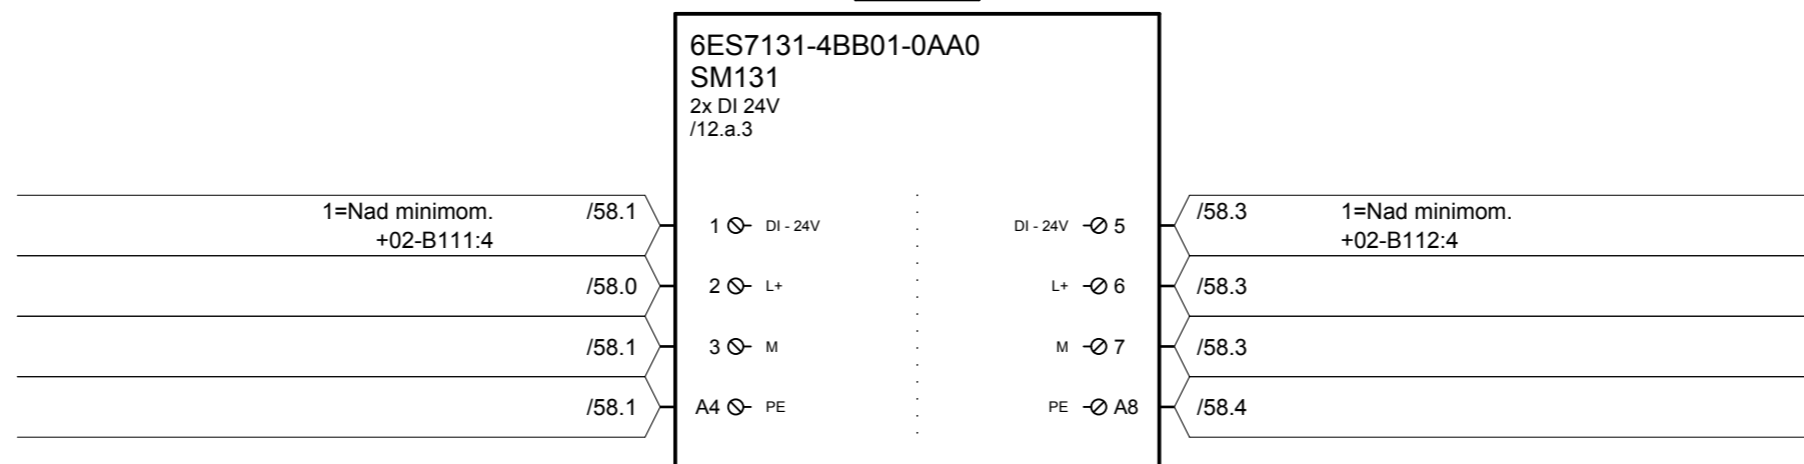 6ES7131-4BB01-0AA0
SM131
2x DI 24V
/12.a.3
1=Nad minimom. /58.1 1 DI - 24V DI - 24V 5 /58.3 1=Nad minimom.
+02-B111:4 +02-B112:4
/58.0 2 L+ L+ 6 /58.3
/58.1 3 M M 7 /58.3
/58.1 A4 PE PE A8 /58.4